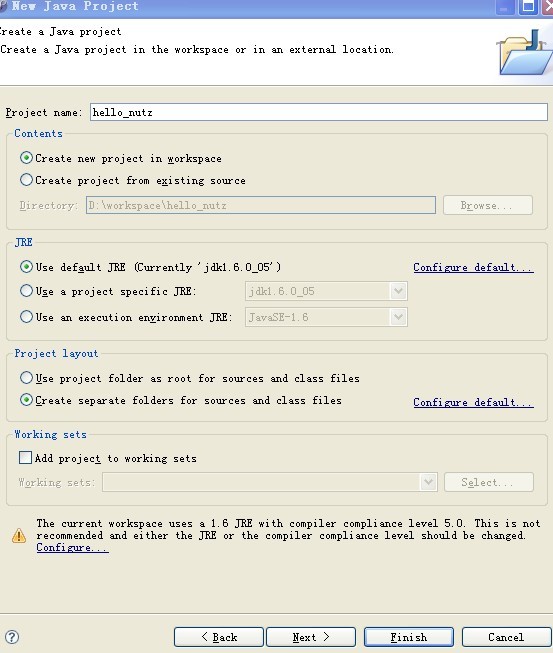 New Java Project
Create a Java project
Create a Java project in the workspace or in an external location.
Project name: hello_nutz
Contents
Create new project in workspace
Create project from existing source
Directory: D:\workspace\hello_nutz Browse...
JRE
Use default JRE (Currently 'jdk1.6.0_05') Configure default...
Use a project specific JRE: jdk1.6.0_05
Use an execution environment JRE: JavaSE-1.6
Project layout
Use project folder as root for sources and class files
Create separate folders for sources and class files Configure default...
Working sets
Add project to working sets
Working sets: Select...
The current workspace uses a 1.6 JRE with compiler compliance level 5.0. This is not
recommended and either the JRE or the compiler compliance level should be changed.
Configure...
? < Back Next > Finish Cancel